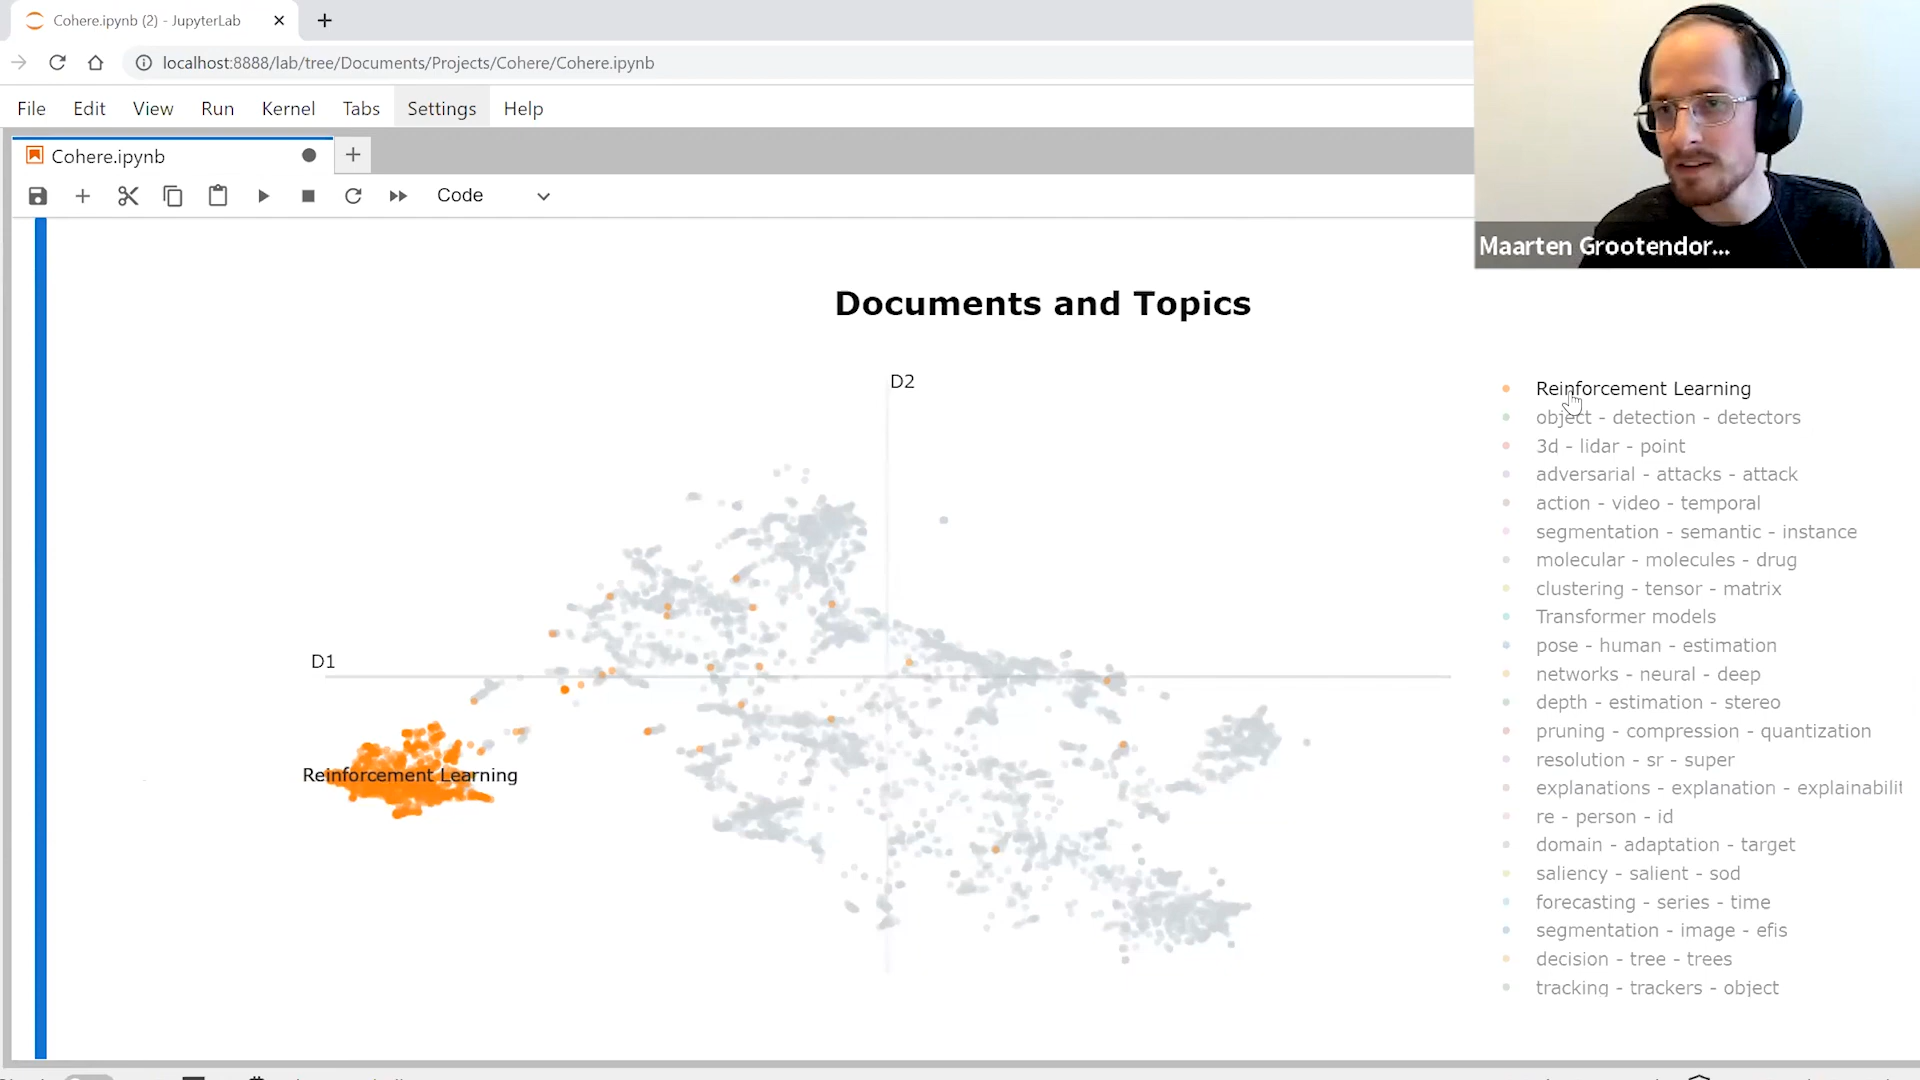 Cohere.ipynb (2) - JupyterLab
localhost:8888/lab/tree/Documents/Projects/Cohere/Cohere.ipynb
File Edit View Run Kernel Tabs Settings Help
Cohere.ipynb
Code
Maarten Grootendor...
Documents and Topics
D2
D1
Reinforcement Learning
Reinforcement Learning
object - detection - detectors
3d - lidar - point
adversarial - attacks - attack
action - video - temporal
segmentation - semantic - instance
molecular - molecules - drug
clustering - tensor - matrix
Transformer models
pose - human - estimation
networks - neural - deep
depth - estimation - stereo
pruning - compression - quantization
resolution - sr - super
explanations - explanation - explainabilit
re - person - id
domain - adaptation - target
saliency - salient - sod
forecasting - series - time
segmentation - image - efis
decision - tree - trees
tracking - trackers - object